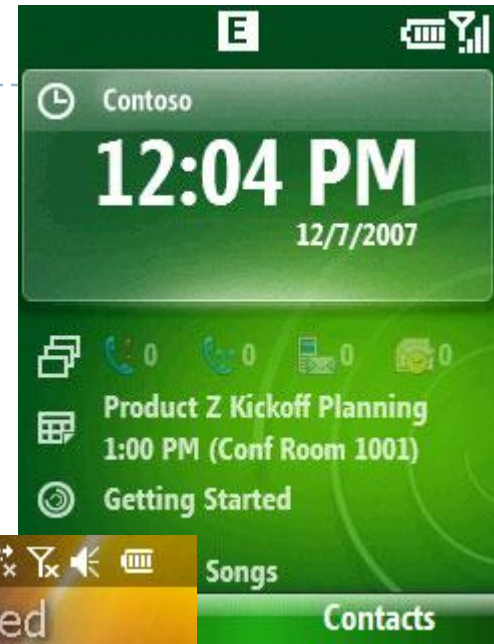 E
Contoso
12:04 PM
12/7/2007
0 0 0 0
Product Z Kickoff Planning
1:00 PM (Conf Room 1001)
Getting Started
Songs
Contacts